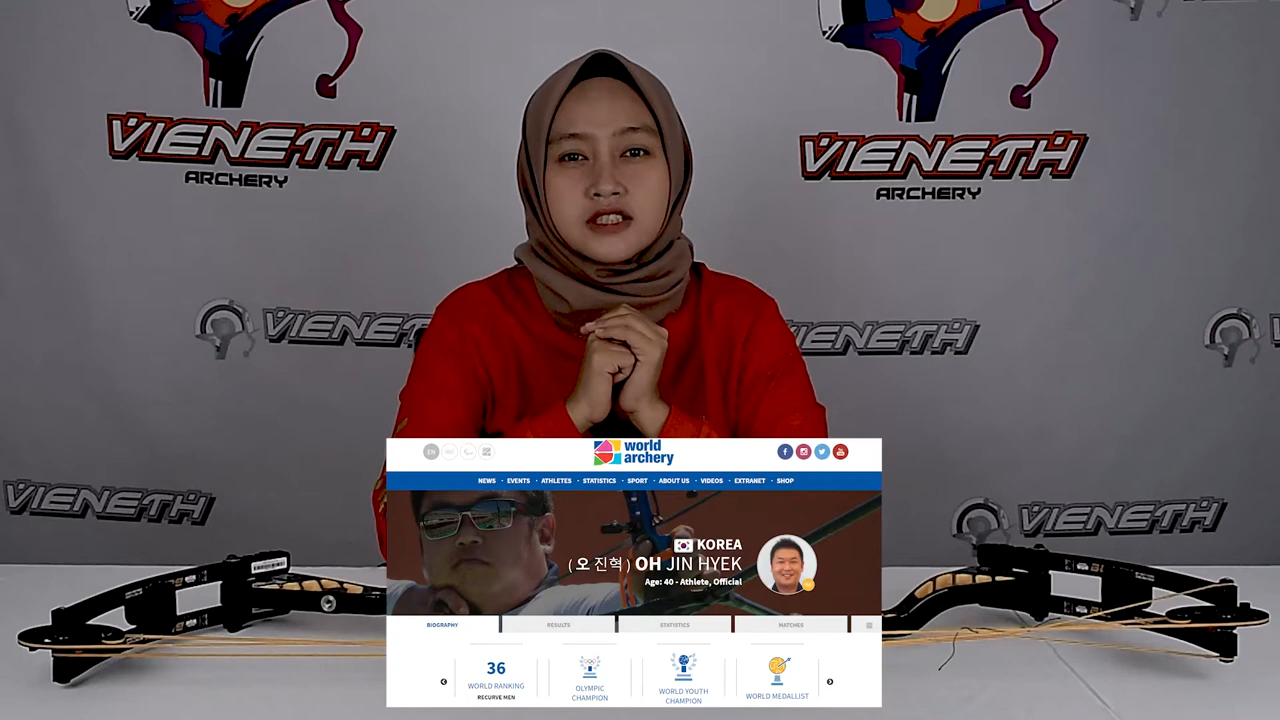 VIENETH
ARCHERY
VIENETH
ARCHERY
VIENETH
VIENETH
VIENETH
VIENETH
EN
world
archery
NEWS · EVENTS · ATHLETES · STATISTICS · SPORT · ABOUT US · VIDEOS · EXTRANET · SHOP
KOREA
( 오 진혁 ) OH JIN HYEK
Age: 40 - Athlete, Official
BIOGRAPHY
RESULTS
STATISTICS
MATCHES
36
WORLD RANKING
RECURVE MEN
OLYMPIC
CHAMPION
WORLD YOUTH
CHAMPION
WORLD MEDALLIST